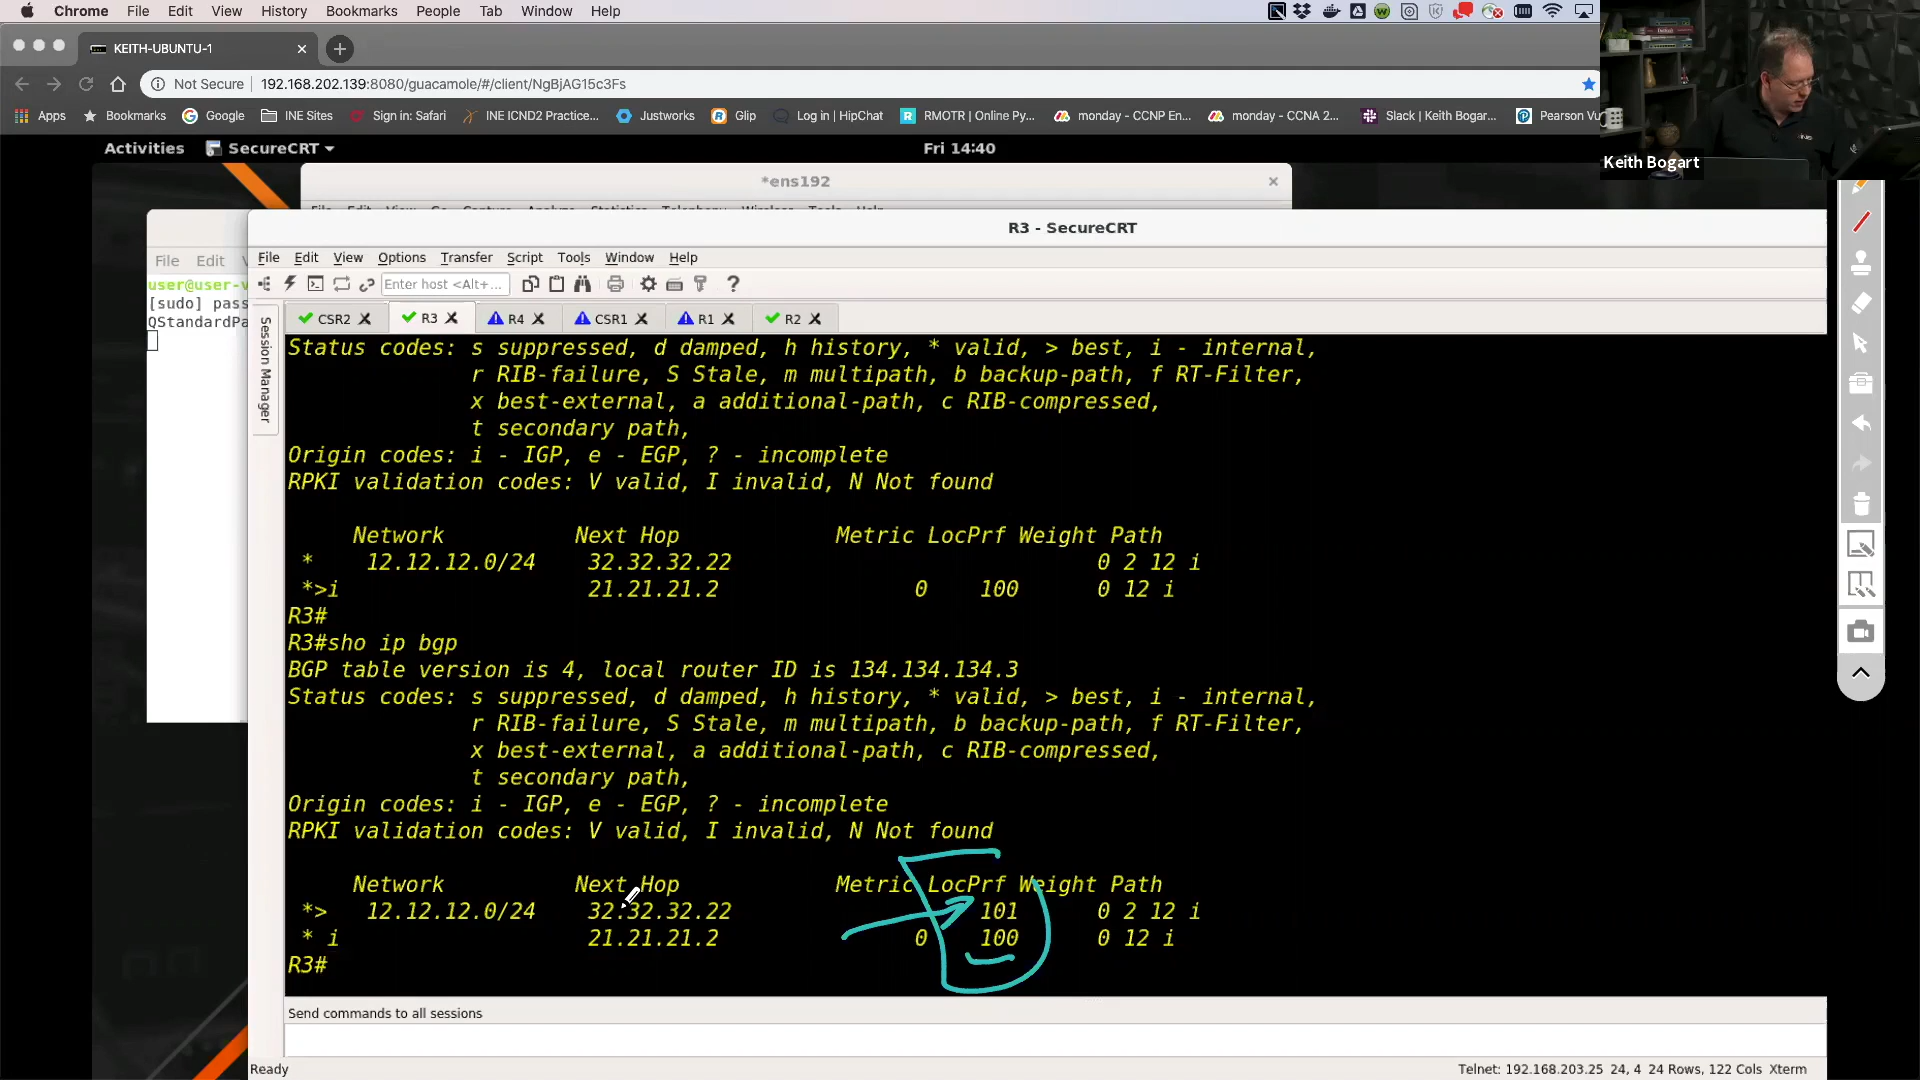 Chrome File Edit View History Bookmarks People Tab Window Help
KEITH-UBUNTU-1
Not Secure 192.168.202.139:8080/guacamole/#/client/NgBjAG15c3Fs
Apps Bookmarks Google INE Sites Sign in: Safari INE ICND2 Practice... Justworks Glip Log in | HipChat RMOTR | Online Py... monday - CCNP En... monday - CCNA 2... Slack | Keith Bogar... Pearson Vu
Keith Bogart
Activities SecureCRT Fri 14:40
*ens192
R3 - SecureCRT
File Edit
File Edit View Options Transfer Script Tools Window Help
Enter host <Alt+...
user@user-v
[sudo] pass
QStandardPa
Session Manager
CSR2 R3 R4 CSR1 R1 R2
Status codes: s suppressed, d damped, h history, * valid, > best, i - internal,
r RIB-failure, S Stale, m multipath, b backup-path, f RT-Filter,
x best-external, a additional-path, c RIB-compressed,
t secondary path,
Origin codes: i - IGP, e - EGP, ? - incomplete
RPKI validation codes: V valid, I invalid, N Not found
Network Next Hop Metric LocPrf Weight Path
* 12.12.12.0/24 32.32.32.22 0 2 12 i
*>i 21.21.21.2 0 100 0 12 i
R3#
R3#sho ip bgp
BGP table version is 4, local router ID is 134.134.134.3
Status codes: s suppressed, d damped, h history, * valid, > best, i - internal,
r RIB-failure, S Stale, m multipath, b backup-path, f RT-Filter,
x best-external, a additional-path, c RIB-compressed,
t secondary path,
Origin codes: i - IGP, e - EGP, ? - incomplete
RPKI validation codes: V valid, I invalid, N Not found
Network Next Hop Metric LocPrf Weight Path
*> 12.12.12.0/24 32.32.32.22 101 0 2 12 i
* i 21.21.21.2 0 100 0 12 i
R3#
Send commands to all sessions
Ready Telnet: 192.168.203.25 24, 4 24 Rows, 122 Cols Xterm